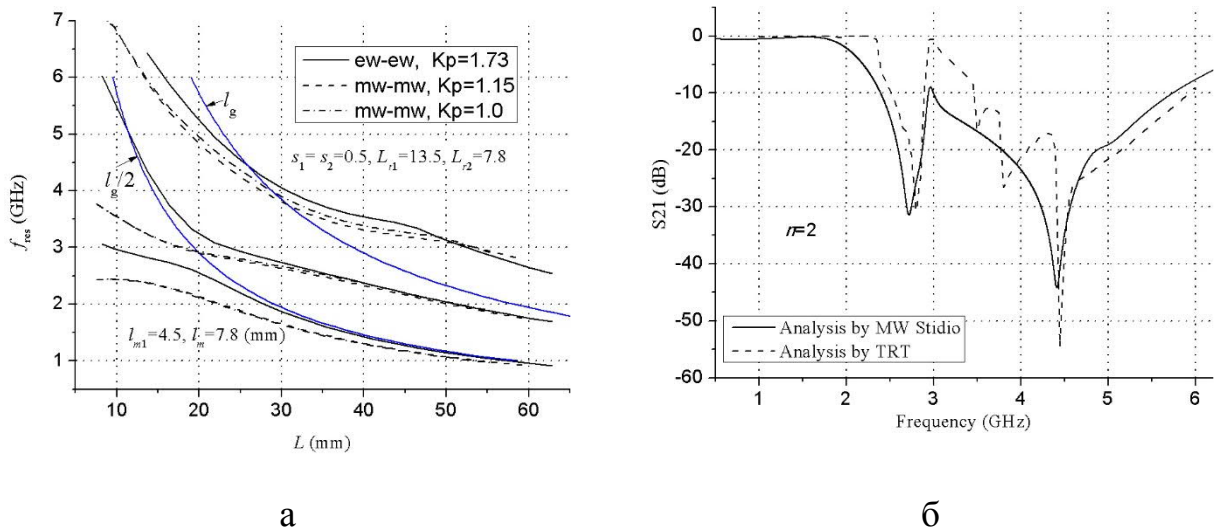 7
6
5
4
3
2
1
f_res (GHz)
10 20 30 40 50 60
L (mm)
ew-ew, Kp=1.73
mw-mw, Kp=1.15
mw-mw, Kp=1.0
l_g
s_1= s_2=0.5, L_r1=13.5, L_r2=7.8
l_g/2
l_m1=4.5, l_m=7.8 (mm)
S21 (dB)
0
-10
-20
-30
-40
-50
-60
n=2
Analysis by MW Stidio
Analysis by TRT
1 2 3 4 5 6
Frequency (GHz)
а б